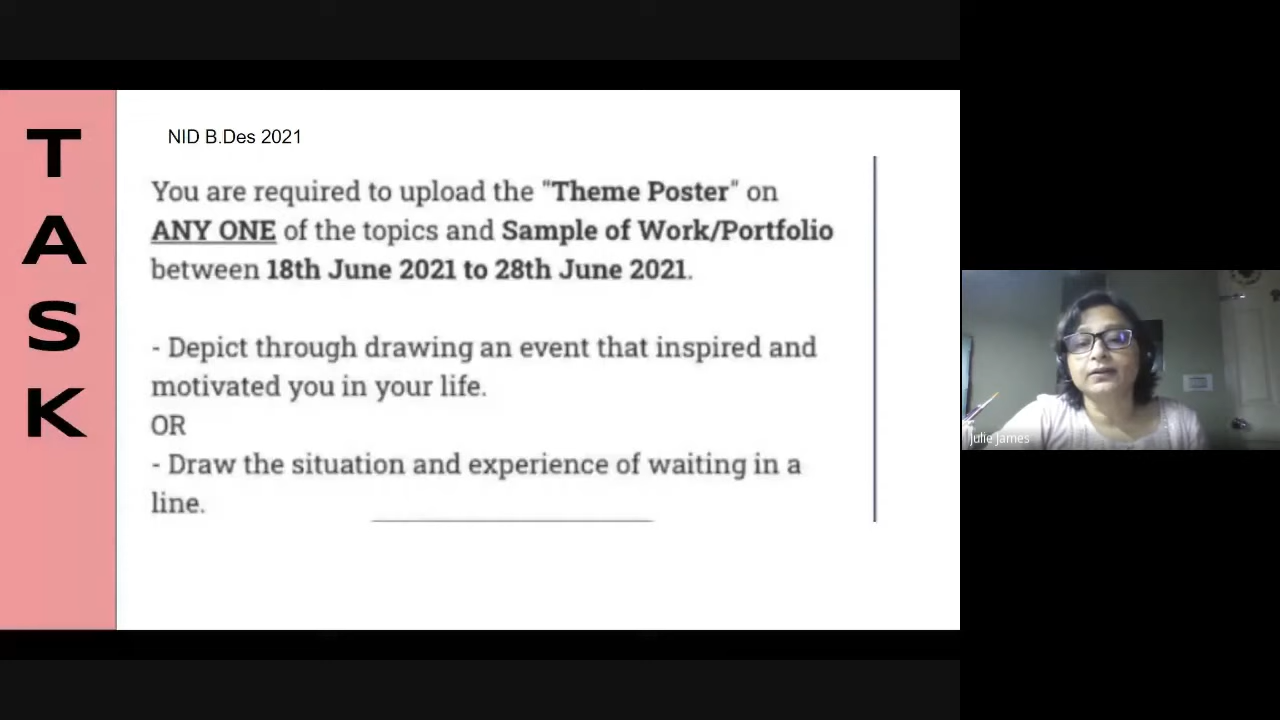 TASK
NID B.Des 2021
You are required to upload the "Theme Poster" on
ANY ONE of the topics and Sample of Work/Portfolio
between 18th June 2021 to 28th June 2021.
- Depict through drawing an event that inspired and
motivated you in your life.
OR
- Draw the situation and experience of waiting in a
line.
Julie James